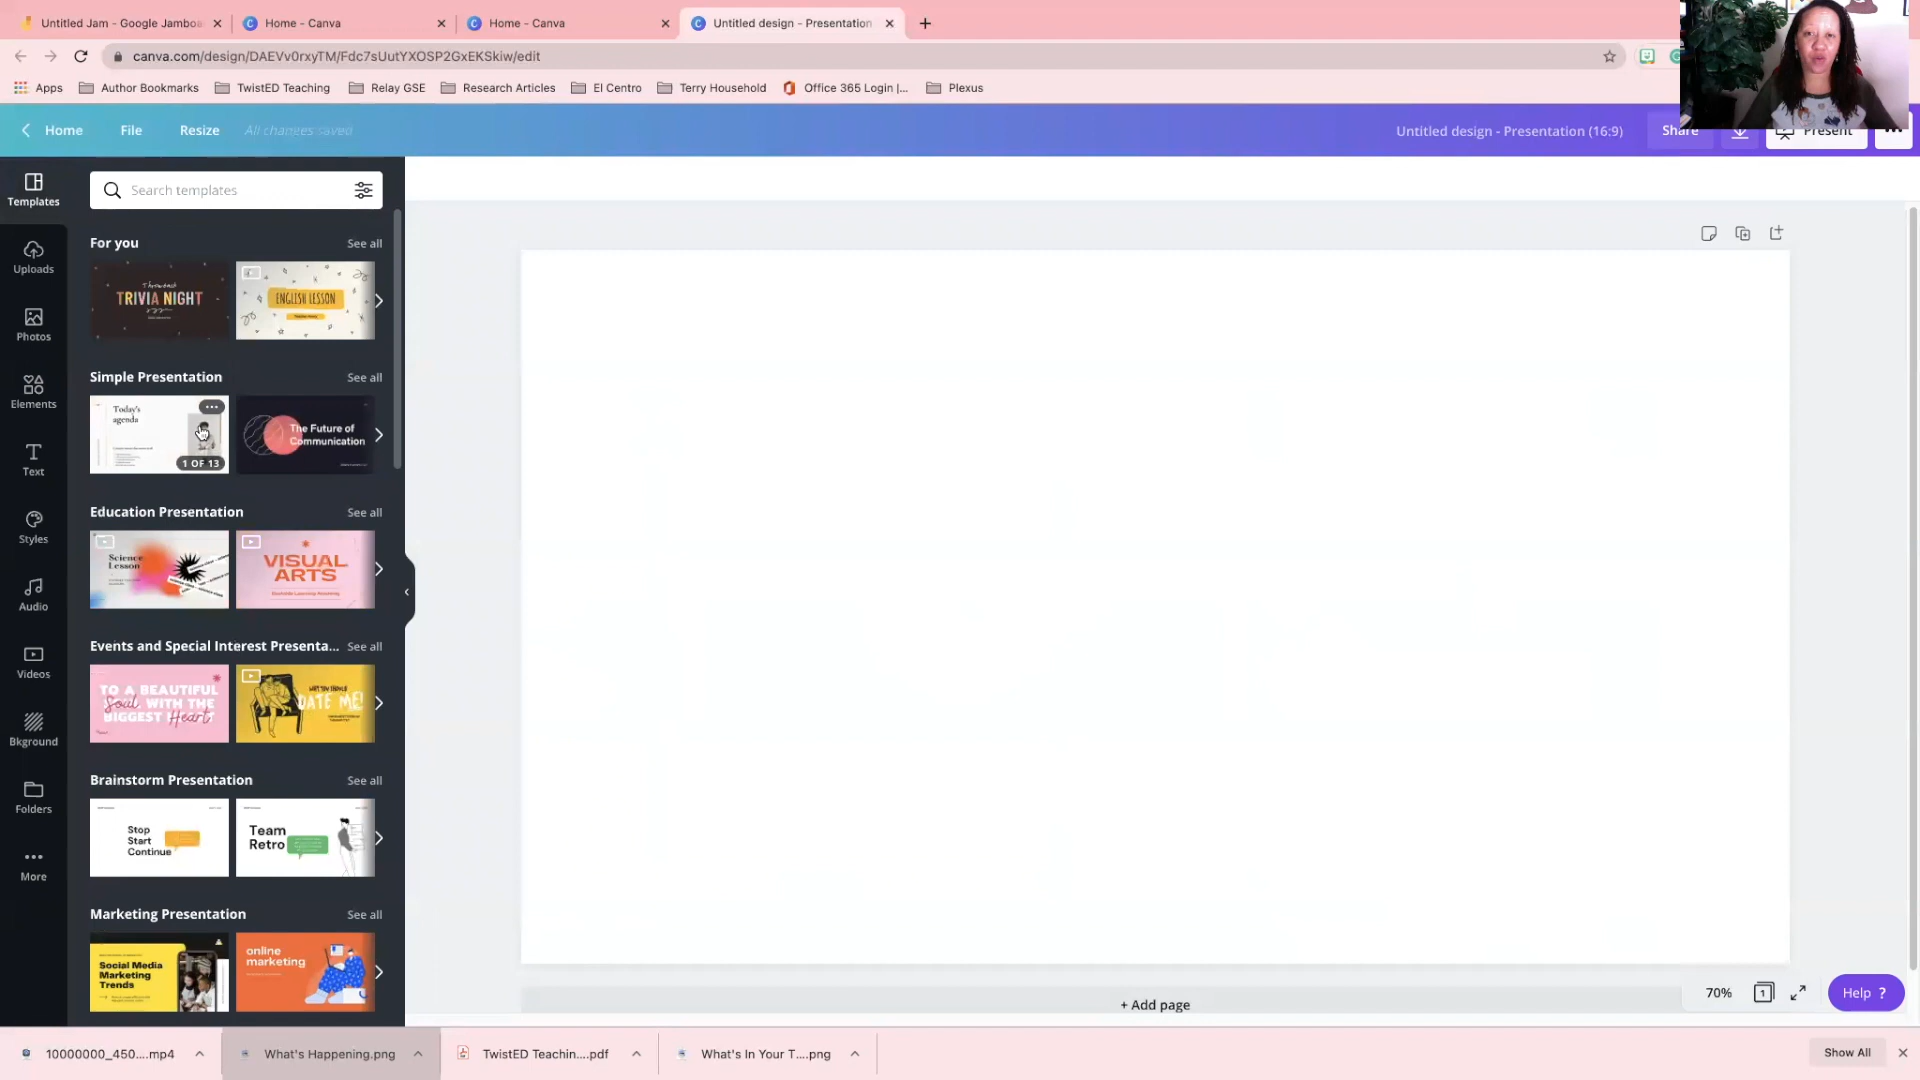 Untitled Jam - Google Jamboa
Home - Canva
Home - Canva
Untitled design - Presentation
canva.com/design/DAEVv0rxyTM/Fdc7sUutYXOSP2GxEKSkiw/edit
Apps
Author Bookmarks
TwistED Teaching
Relay GSE
Research Articles
El Centro
Terry Household
Office 365 Login |...
Plexus
Home
File
Resize
All changes saved
Untitled design - Presentation (16:9)
Share
Present
Templates
Uploads
Photos
Elements
Text
Styles
Audio
Videos
Bkground
Folders
More
Search templates
For you
See all
TRIVIA NIGHT
ENGLISH LESSON
Simple Presentation
See all
Today's
agenda
1 OF 13
The Future of
Communication
Education Presentation
See all
Science
Lesson
VISUAL
ARTS
Events and Special Interest Presenta...
See all
TO A BEAUTIFUL
Soul WITH THE
BIGGEST Heart
DATE ME!
Brainstorm Presentation
See all
Stop
Start
Continue
Team
Retro
Marketing Presentation
See all
Social Media
Marketing
Trends
online
marketing
+ Add page
70%
1
Help ?
10000000_450....mp4
What's Happening.png
TwistED Teachin....pdf
What's In Your T....png
Show All